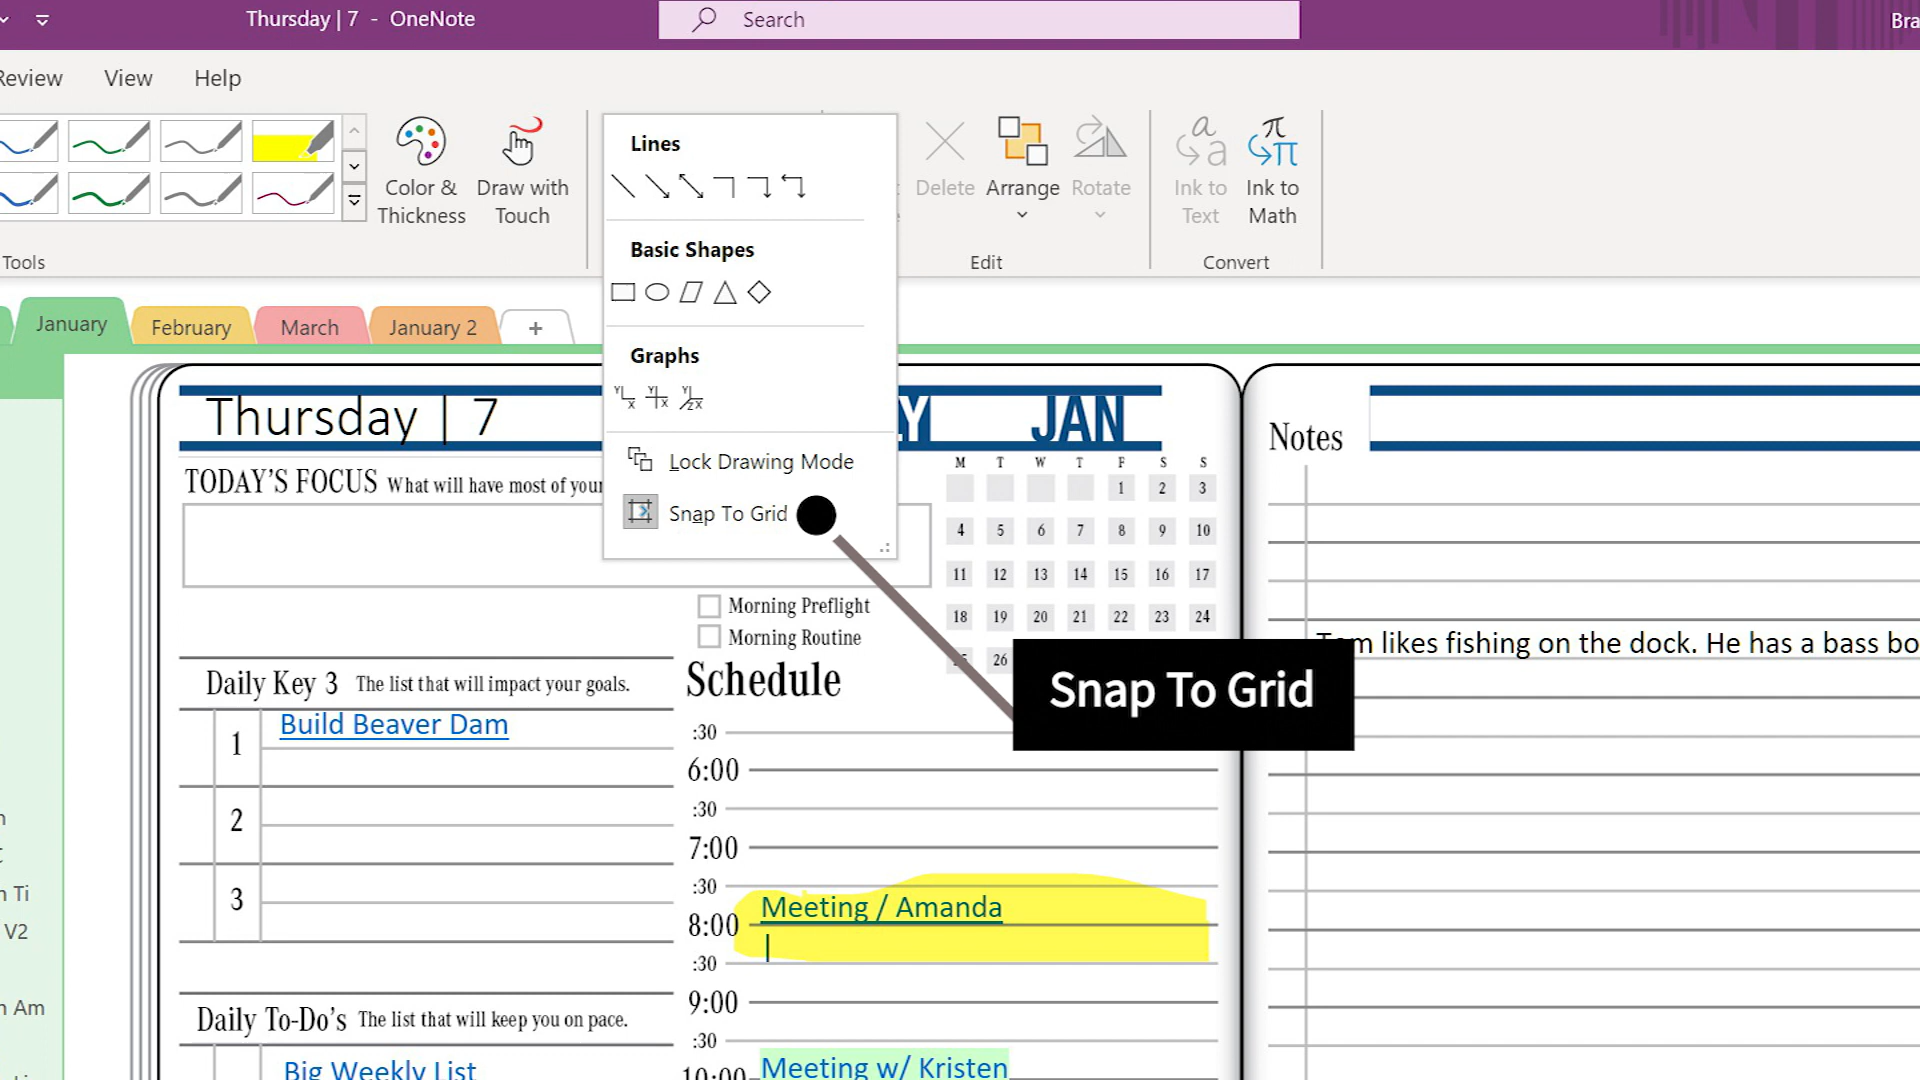 Thursday | 7 - OneNote
Search
Bra
Review
View
Help
Color &
Thickness
Draw with
Touch
Delete
Arrange
Rotate
Ink to
Text
Ink to
Math
Tools
Edit
Convert
Lines
Basic Shapes
Graphs
Lock Drawing Mode
Snap To Grid
January
February
March
January 2
+
Thursday | 7
Y
JAN
Notes
TODAY'S FOCUS What will have most of your
M T W T F S S
1 2 3
4 5 6 7 8 9 10
11 12 13 14 15 16 17
18 19 20 21 22 23 24
26
Morning Preflight
Morning Routine
Tom likes fishing on the dock. He has a bass bo
Snap To Grid
Daily Key 3 The list that will impact your goals.
1 Build Beaver Dam
2
3
Schedule
:30
6:00
:30
7:00
:30
Meeting / Amanda
8:00
:30
9:00
:30
10:00 Meeting w/ Kristen
Daily To-Do's The list that will keep you on pace.
Big Weekly List
n Ti
V2
n Am